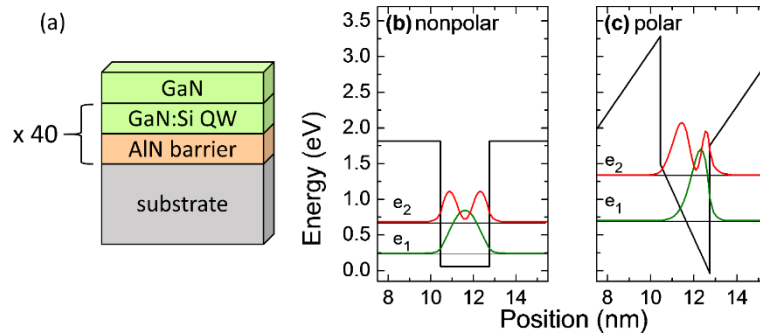 (a)
GaN
GaN:Si QW
x 40
AlN barrier
substrate
(b) nonpolar
(c) polar
3.5
3.0
2.5
2.0
1.5
1.0
0.5
0.0
Energy (eV)
e2
e1
e2
e1
8 10 12 14
8 10 12 14
Position (nm)